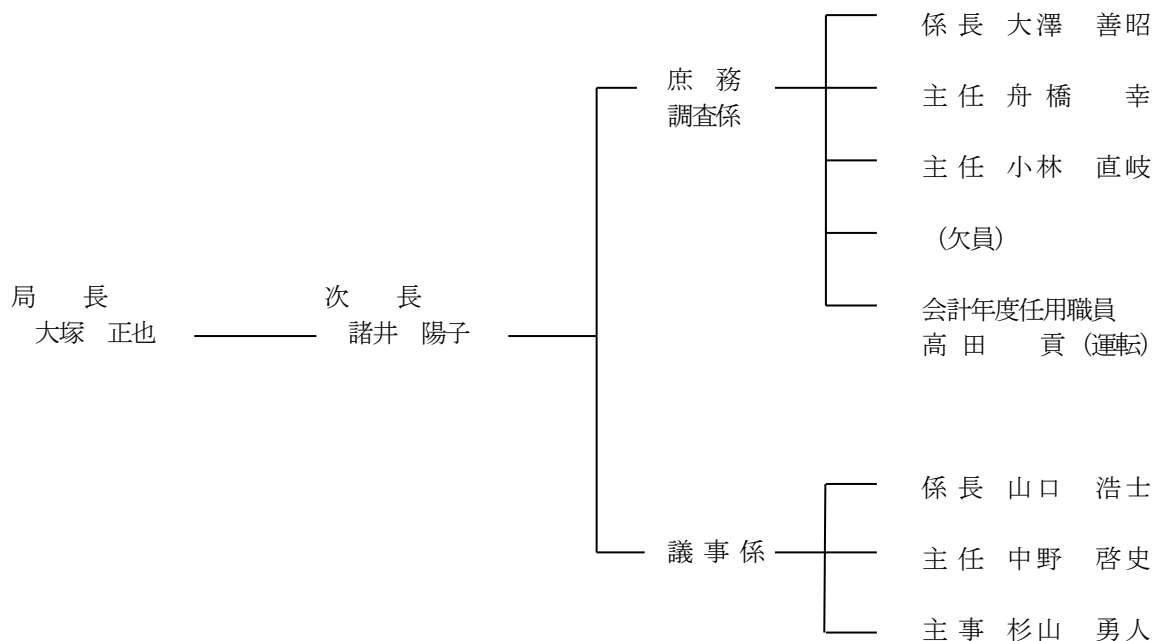 局　　長
大塚　正也
次　　長
諸井　陽子
庶　務
調査係
係 長　大澤　善昭
主 任　舟橋　　幸
主 任　小林　直岐
（欠員）
会計年度任用職員
高 田　　貢（運転）
議 事 係
係 長　山口　浩士
主 任　中野　啓史
主 事　杉山　勇人